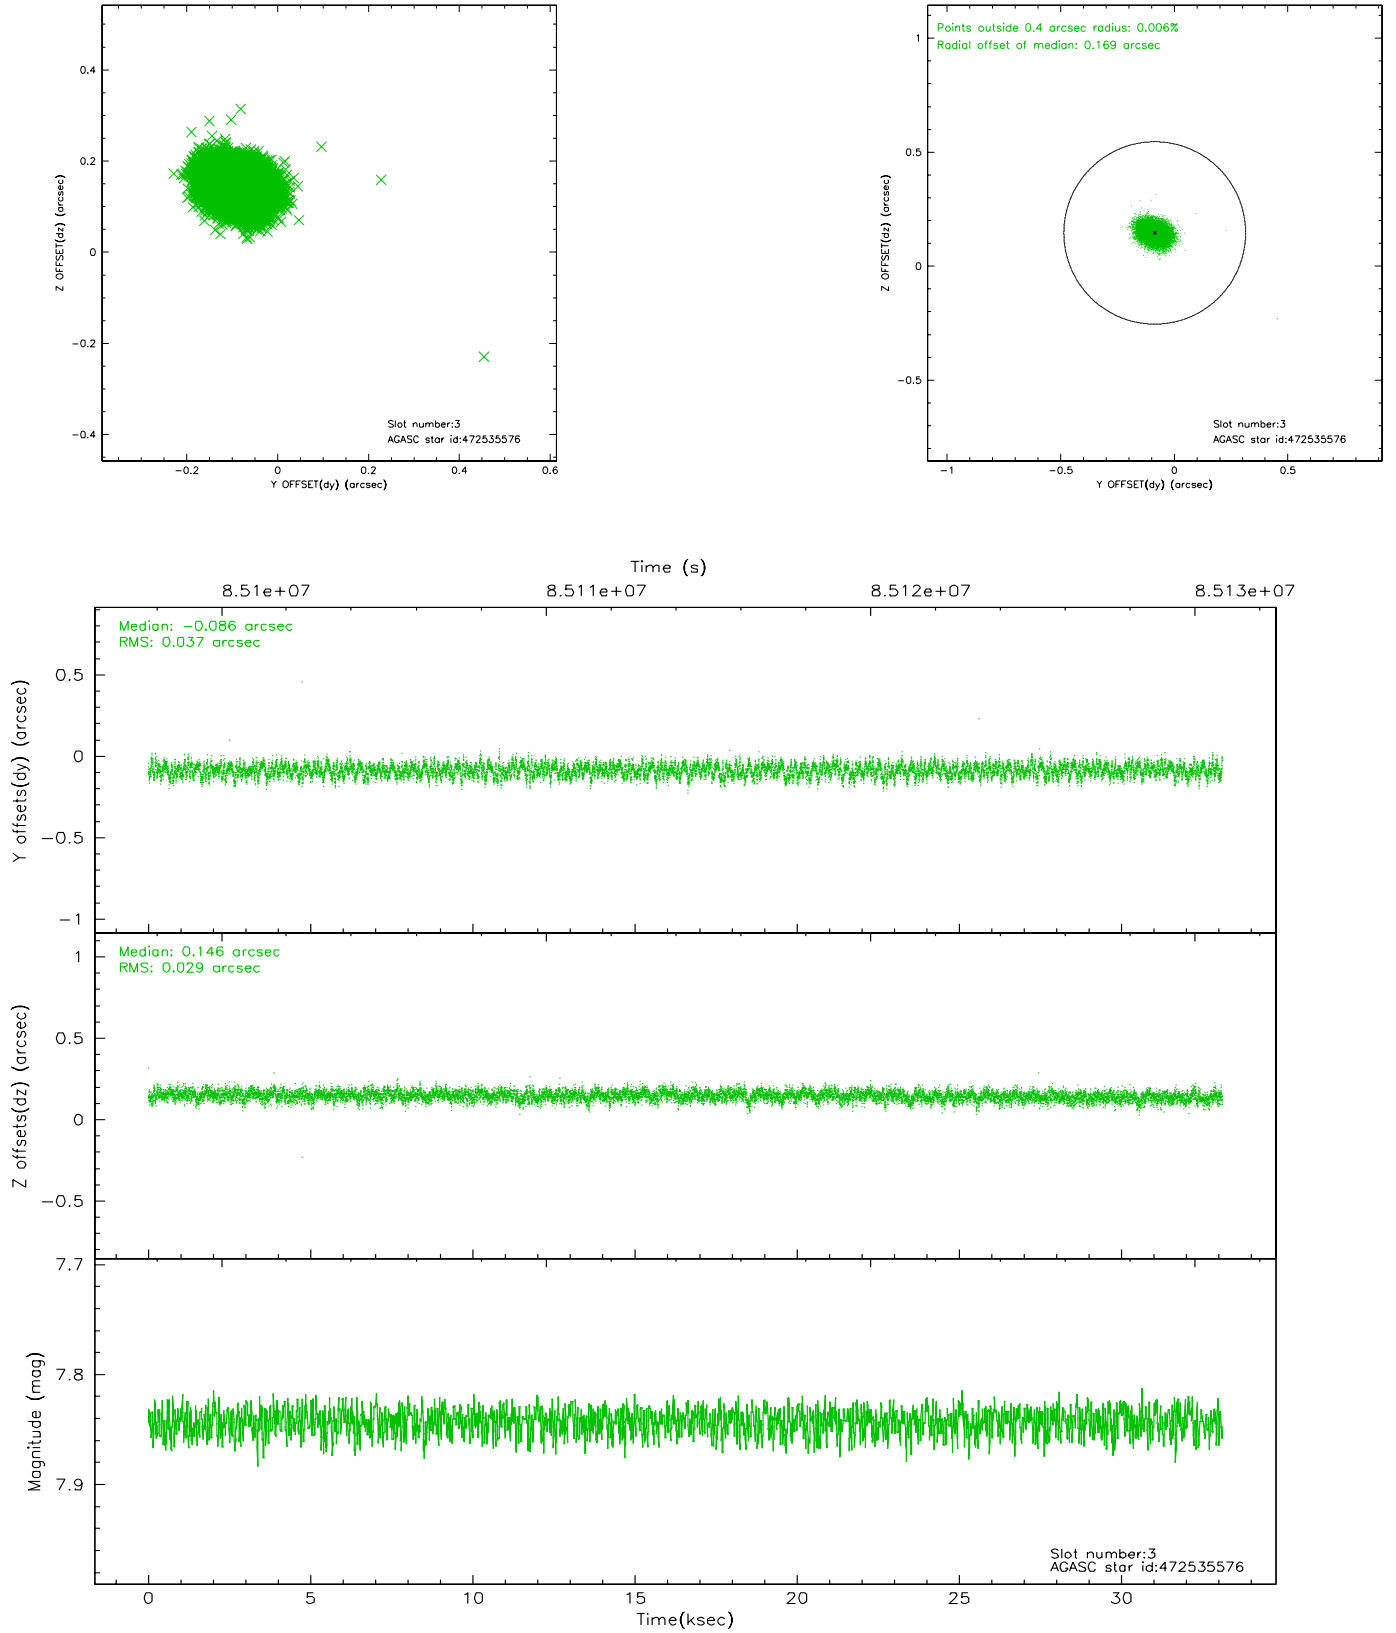 0.4
0.2
0
−0.2
−0.4
Z OFFSET(dz) (arcsec)
Slot number:3
AGASC star id:472535576
−0.2
0
0.2
0.4
0.6
Y OFFSET(dy) (arcsec)
Points outside 0.4 arcsec radius: 0.006%
Radial offset of median: 0.169 arcsec
1
0.5
0
−0.5
Z OFFSET(dz) (arcsec)
Slot number:3
AGASC star id:472535576
−1
−0.5
0
0.5
Y OFFSET(dy) (arcsec)
Time (s)
8.51e+07
8.511e+07
8.512e+07
8.513e+07
Median: −0.086 arcsec
RMS: 0.037 arcsec
0.5
0
−0.5
−1
Y offsets(dy) (arcsec)
Median: 0.146 arcsec
RMS: 0.029 arcsec
1
0.5
0
−0.5
Z offsets(dz) (arcsec)
7.7
7.8
7.9
Magnitude (mag)
Slot number:3
AGASC star id:472535576
0
5
10
15
20
25
30
Time(ksec)